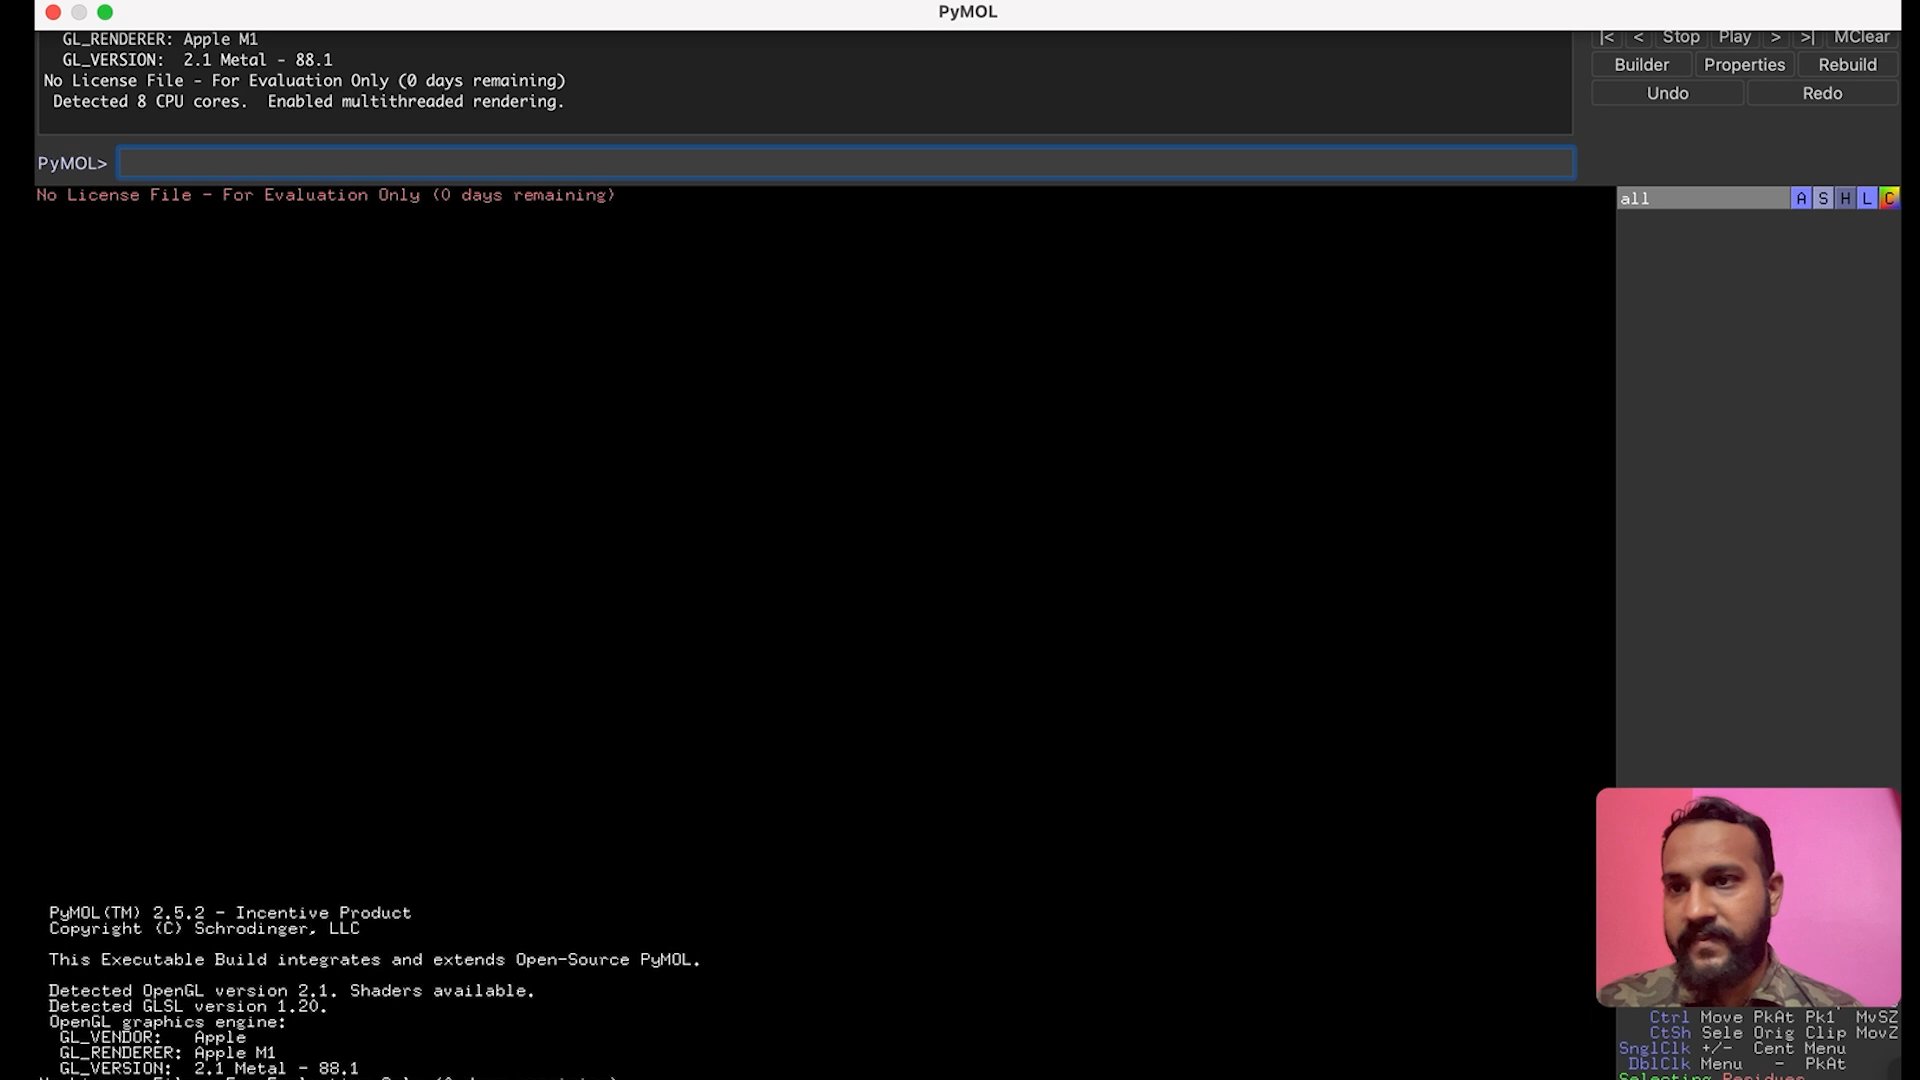 PyMOL
GL_RENDERER: Apple M1
GL_VERSION:  2.1 Metal - 88.1
No License File - For Evaluation Only (0 days remaining)
Detected 8 CPU cores.  Enabled multithreaded rendering.
|< < Stop Play > >| MClear
Builder Properties Rebuild
Undo Redo
PyMOL>
No License File - For Evaluation Only (0 days remaining)
all A S H L C
PyMOL(TM) 2.5.2 - Incentive Product
Copyright (C) Schrodinger, LLC
This Executable Build integrates and extends Open-Source PyMOL.
Detected OpenGL version 2.1. Shaders available.
Detected GLSL version 1.20.
OpenGL graphics engine:
GL_VENDOR:   Apple
GL_RENDERER: Apple M1
GL_VERSION:  2.1 Metal - 88.1
Ctrl Move PkAt Pk1 MvSZ
CtSh Sele Orig Clip MovZ
SnglClk +/- Cent Menu
DblClk Menu - PkAt
Selecting Residues